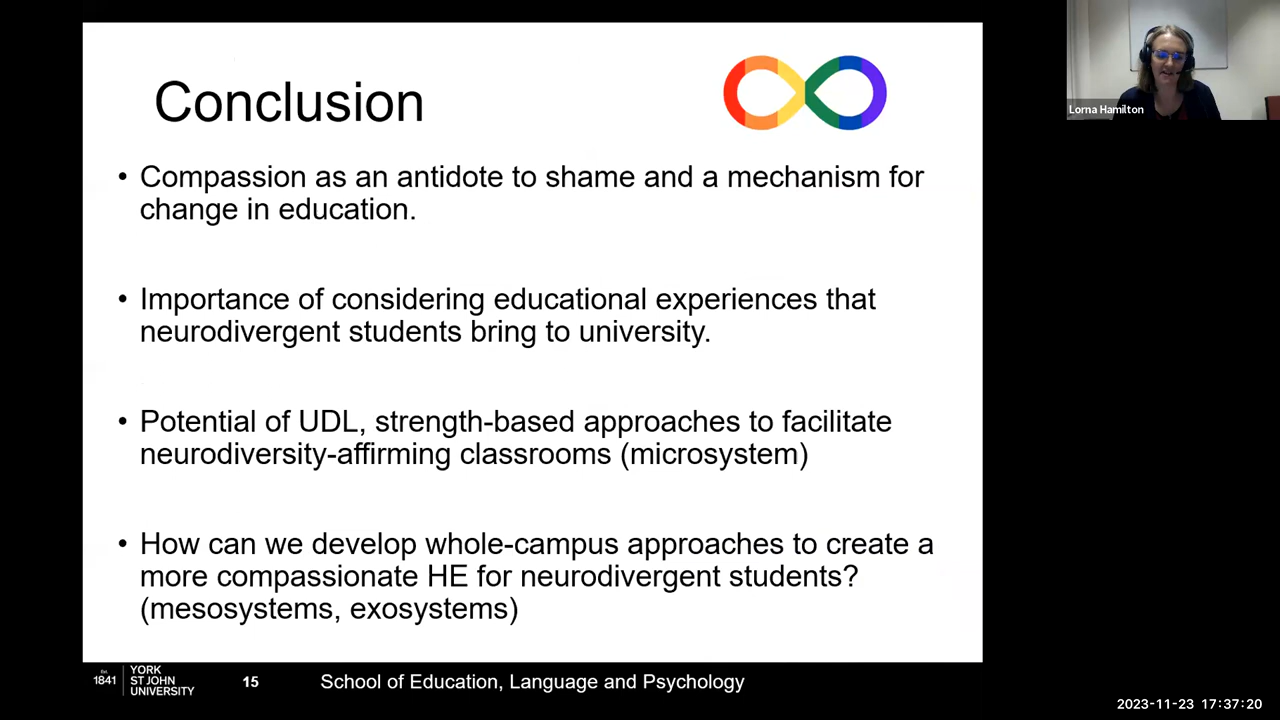 Conclusion
• Compassion as an antidote to shame and a mechanism for
change in education.
• Importance of considering educational experiences that
neurodivergent students bring to university.
• Potential of UDL, strength-based approaches to facilitate
neurodiversity-affirming classrooms (microsystem)
• How can we develop whole-campus approaches to create a
more compassionate HE for neurodivergent students?
(mesosystems, exosystems)
Est.
1841
YORK
ST JOHN
UNIVERSITY
15
School of Education, Language and Psychology
Lorna Hamilton
2023-11-23 17:37:20